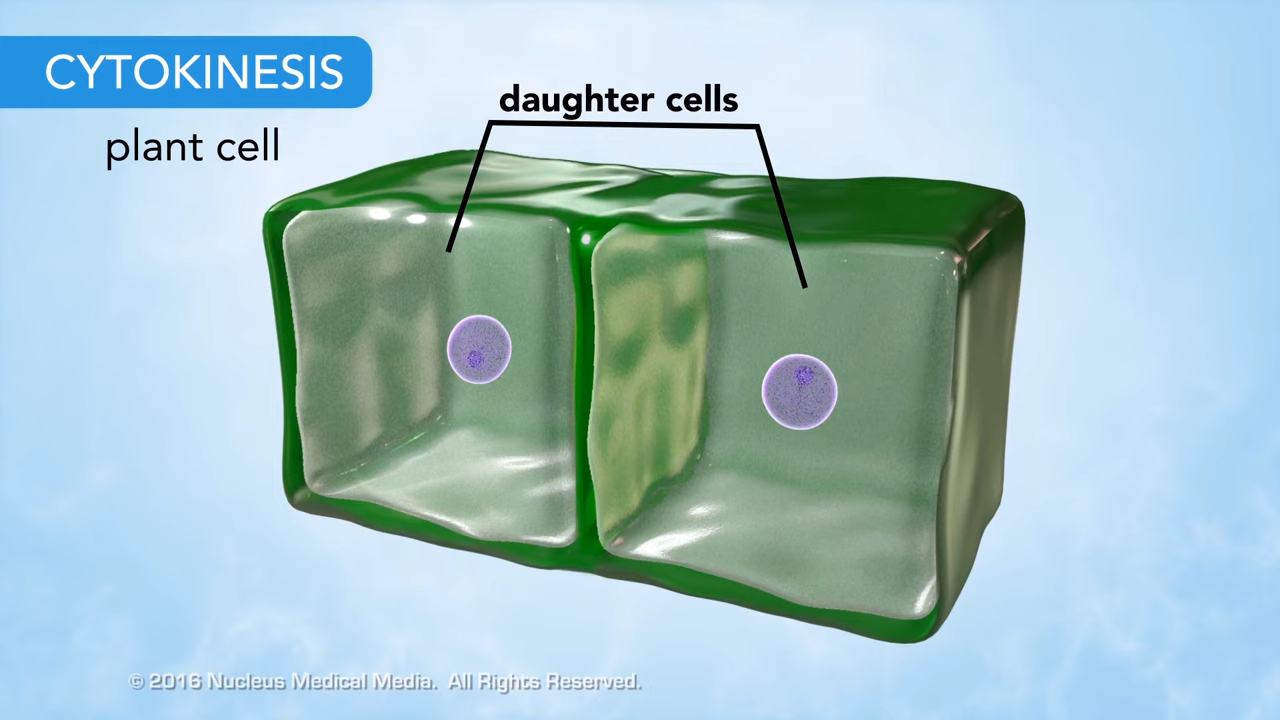 CYTOKINESIS
plant cell
daughter cells
© 2016 Nucleus Medical Media. All Rights Reserved.